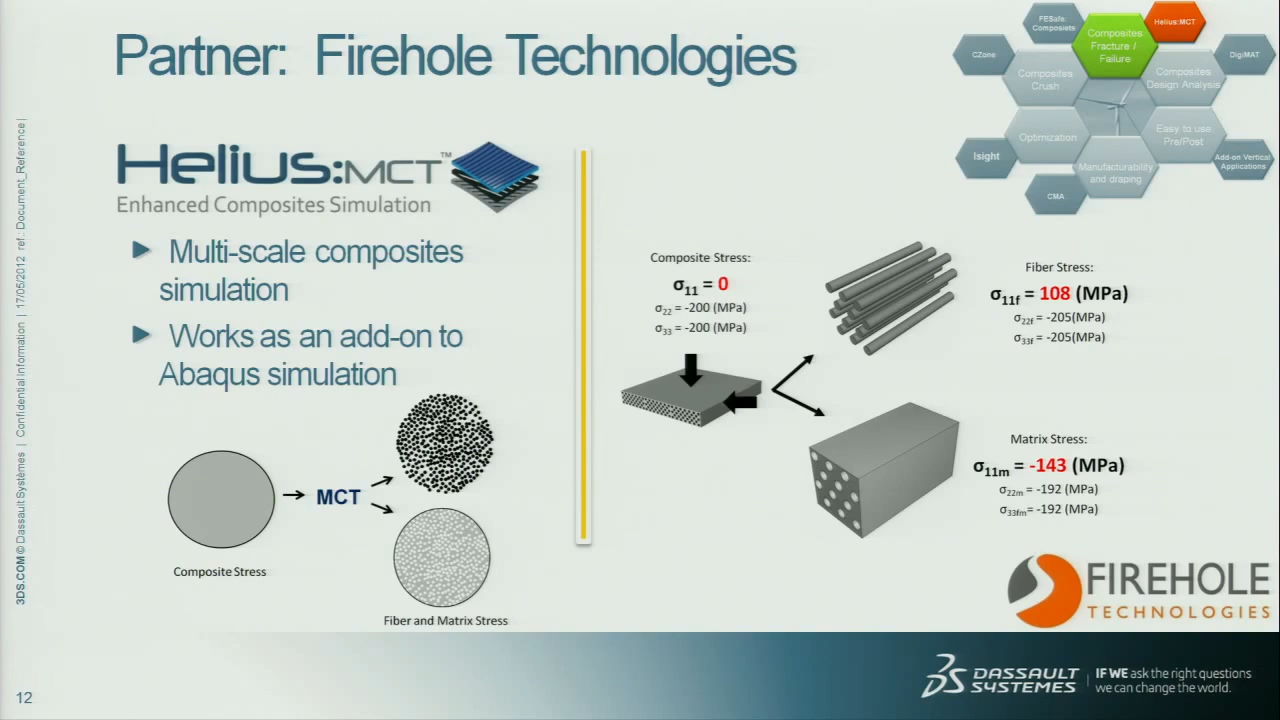 Partner: Firehole Technologies
FESafe:
Composiets
Helius:MCT
Composites
Fracture /
Failure
CZone
DigiMAT
Composites
Crush
Composites
Design Analysis
Optimization
Easy to use
Pre/Post
Isight
Manufacturability
and draping
Add-on Vertical
Applications
CMA
Helius:MCT™
Enhanced Composites Simulation
Multi-scale composites
simulation
Works as an add-on to
Abaqus simulation
MCT
Composite Stress
Fiber and Matrix Stress
Composite Stress:
σ11 = 0
σ22 = -200 (MPa)
σ33 = -200 (MPa)
Fiber Stress:
σ11f = 108 (MPa)
σ22f = -205(MPa)
σ33f = -205(MPa)
Matrix Stress:
σ11m = -143 (MPa)
σ22m = -192 (MPa)
σ33fm= -192 (MPa)
FIREHOLE
TECHNOLOGIES
3DS.COM © Dassault Systèmes | Confidential Information | 17/05/2012 ref.: Document_Reference |
12
DASSAULT
SYSTEMES
IF WE ask the right questions
we can change the world.